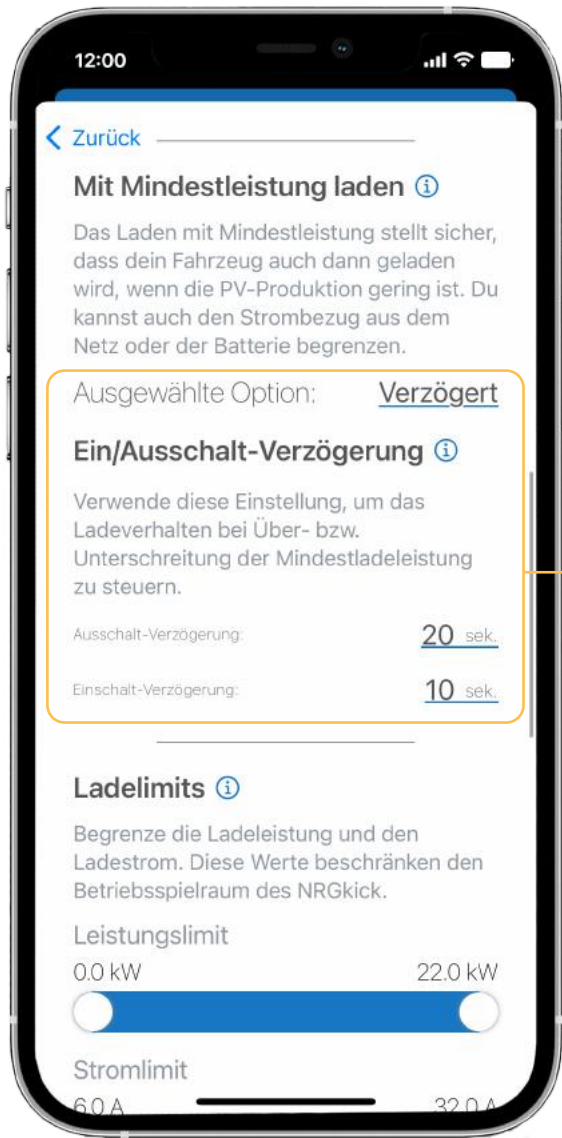 12:00
Zurück
Mit Mindestleistung laden
Das Laden mit Mindestleistung stellt sicher,
dass dein Fahrzeug auch dann geladen
wird, wenn die PV-Produktion gering ist. Du
kannst auch den Strombezug aus dem
Netz oder der Batterie begrenzen.
Ausgewählte Option: Verzögert
Ein/Ausschalt-Verzögerung
Verwende diese Einstellung, um das
Ladeverhalten bei Über- bzw.
Unterschreitung der Mindestladeleistung
zu steuern.
Ausschalt-Verzögerung: 20 sek.
Einschalt-Verzögerung: 10 sek.
Ladelimits
Begrenze die Ladeleistung und den
Ladestrom. Diese Werte beschränken den
Betriebsspielraum des NRGkick.
Leistungslimit
0.0 kW 22.0 kW
Stromlimit
6.0 A 32.0 A